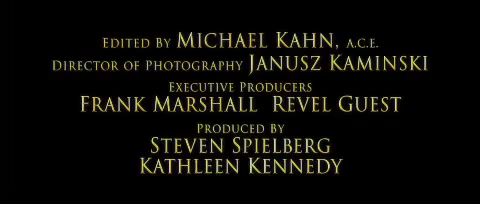 EDITED BY MICHAEL KAHN, A.C.E.
DIRECTOR OF PHOTOGRAPHY JANUSZ KAMINSKI
EXECUTIVE PRODUCERS
FRANK MARSHALL REVEL GUEST
PRODUCED BY
STEVEN SPIELBERG
KATHLEEN KENNEDY